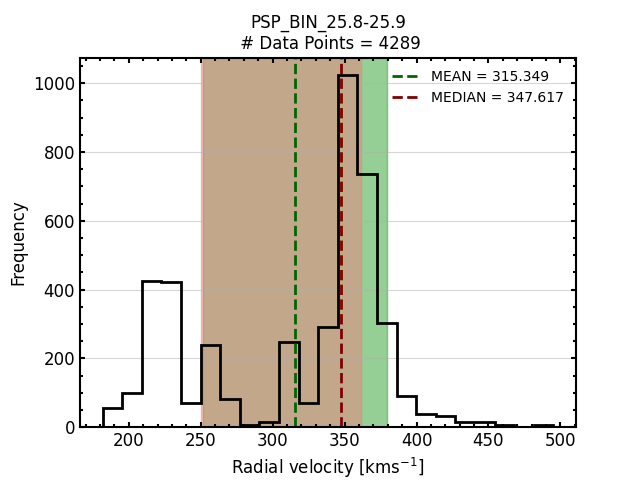 PSP_BIN_25.8-25.9
# Data Points = 4289
MEAN = 315.349
MEDIAN = 347.617
1000
800
600
400
200
0
Frequency
200 250 300 350 400 450 500
Radial velocity [kms⁻¹]